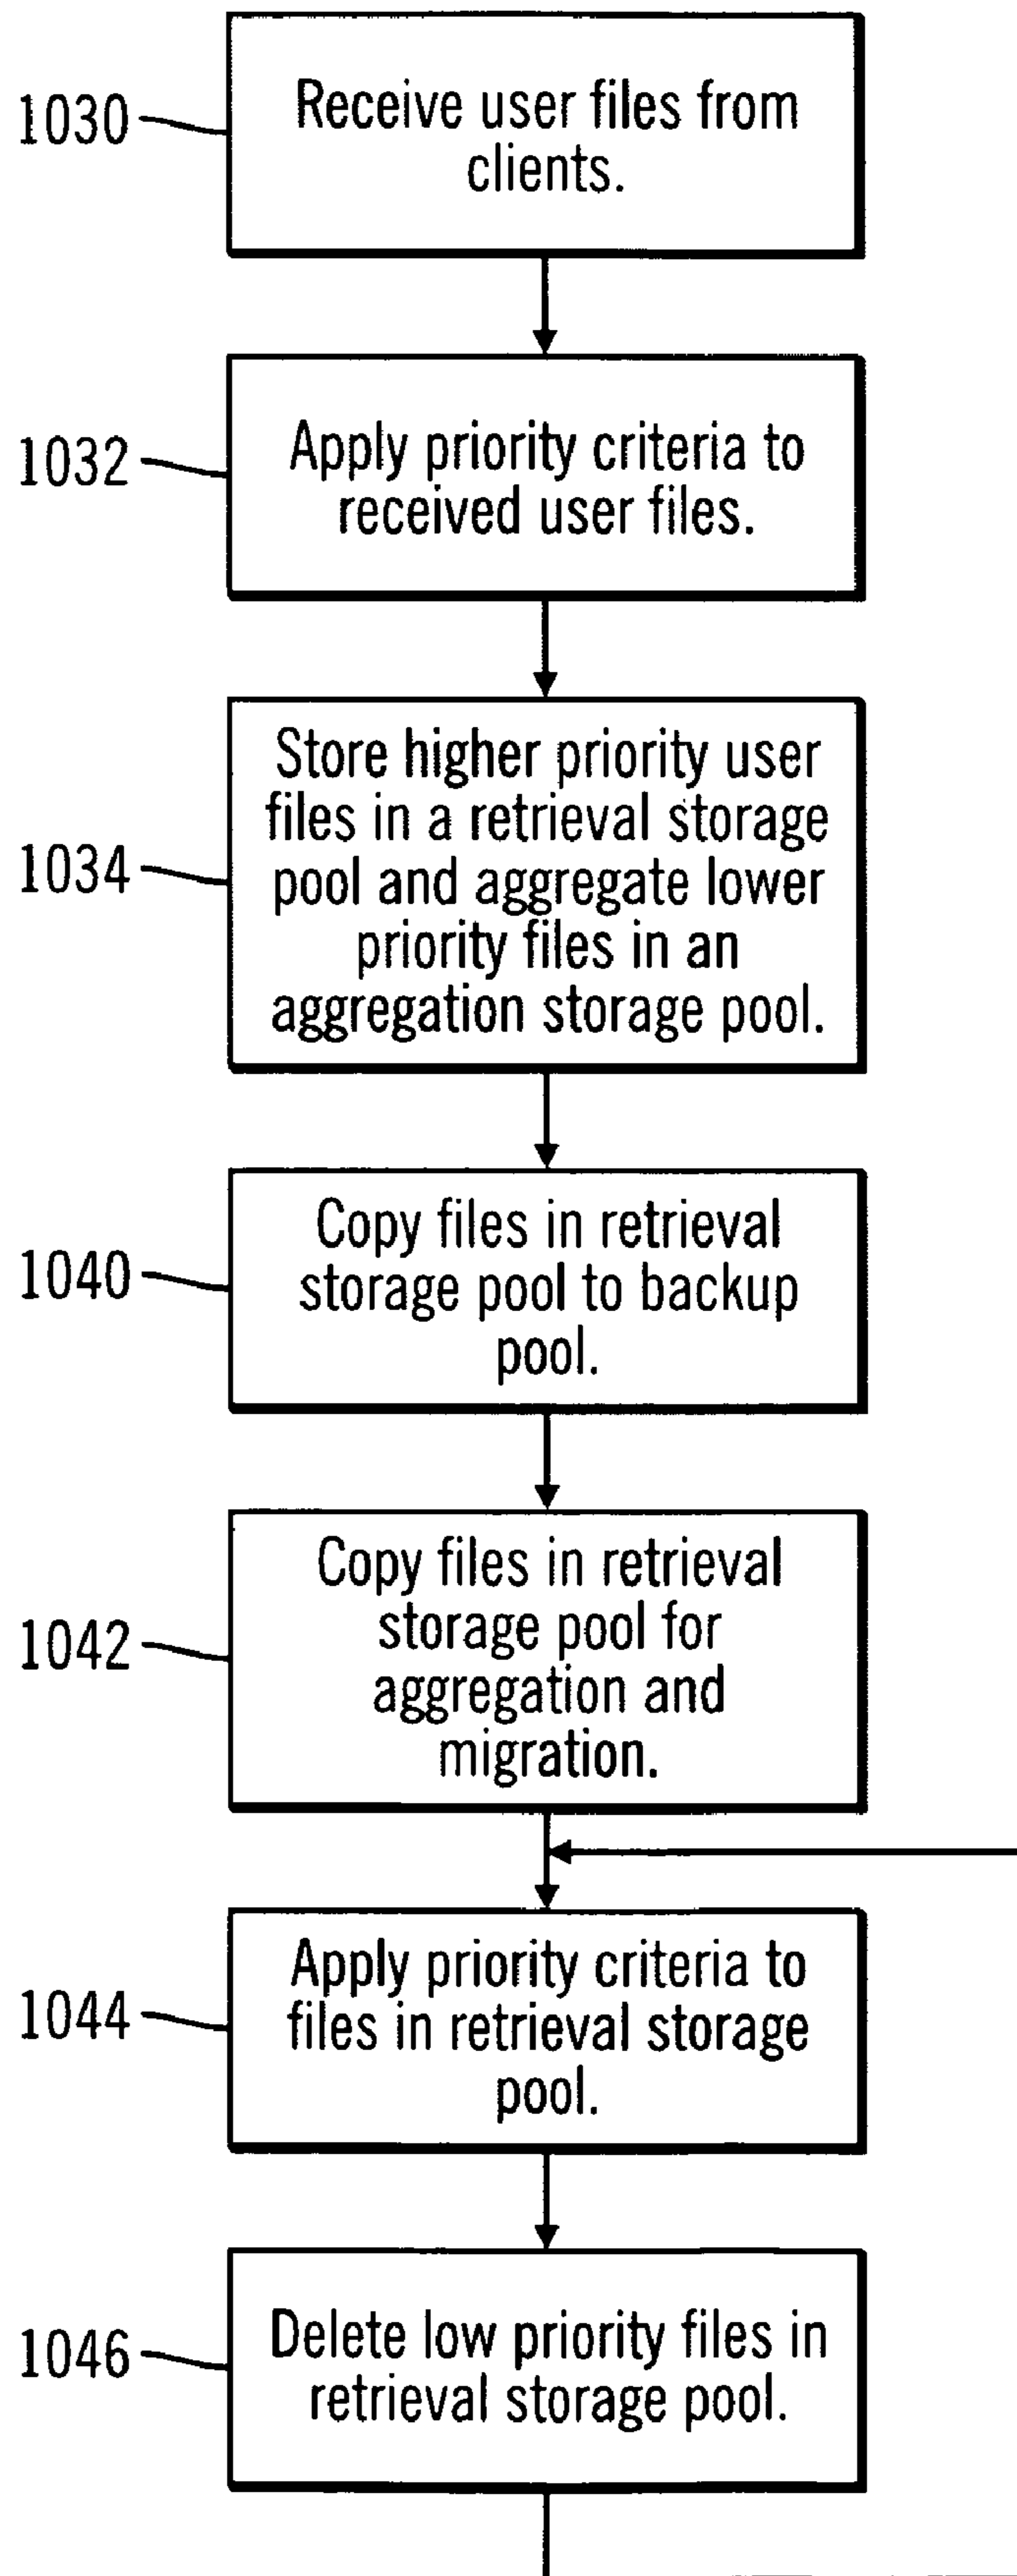 1030
Receive user files from
clients.
1032
Apply priority criteria to
received user files.
1034
Store higher priority user
files in a retrieval storage
pool and aggregate lower
priority files in an
aggregation storage pool.
1040
Copy files in retrieval
storage pool to backup
pool.
1042
Copy files in retrieval
storage pool for
aggregation and
migration.
1044
Apply priority criteria to
files in retrieval storage
pool.
1046
Delete low priority files in
retrieval storage pool.